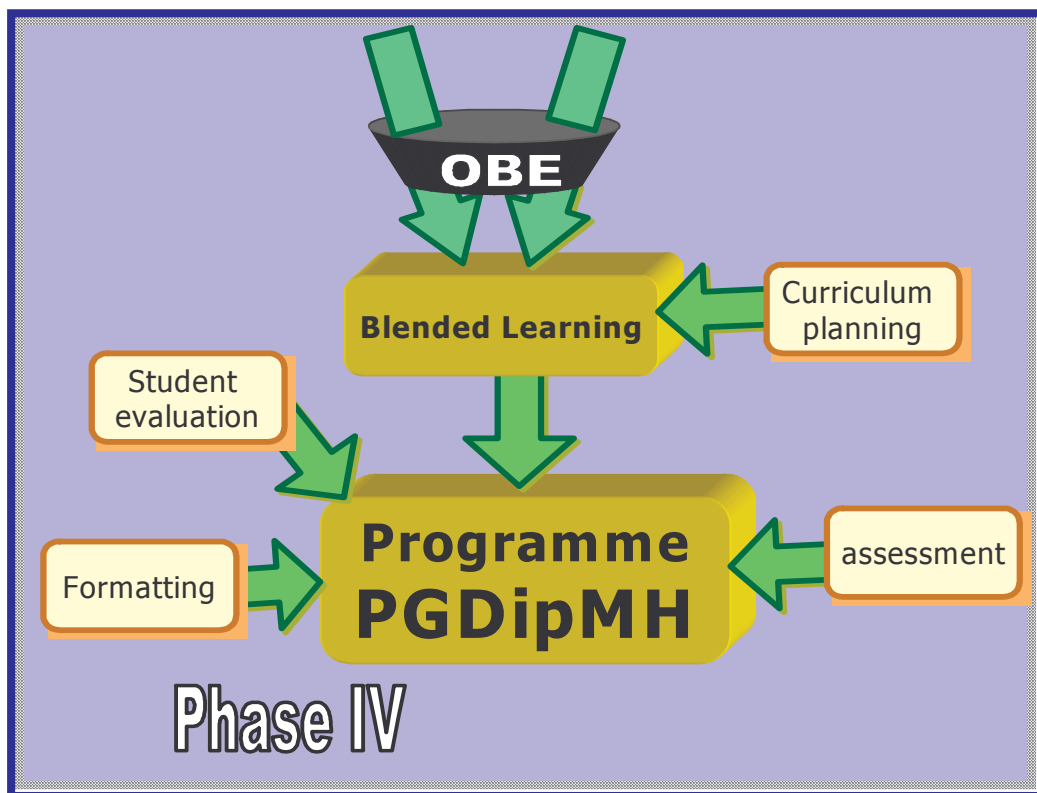 OBE
Blended Learning
Curriculum
planning
Student
evaluation
Programme
PGDipMH
assessment
Formatting
Phase IV